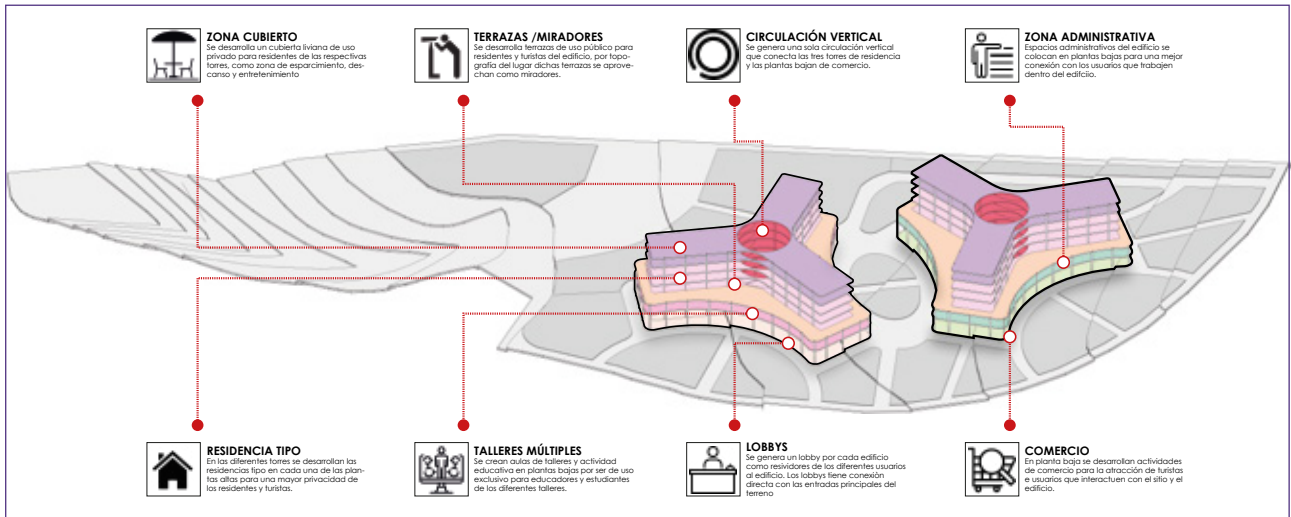 ZONA CUBIERTO
Se desarrolla un cubierta liviana de uso
privado para residentes de las respectivas
torres, como zona de esparcimiento, des-
canso y entretenimiento
TERRAZAS /MIRADORES
Se desarrolla terrazas de uso público para
residentes y turistas del edificio, por topo-
grafía del lugar dichas terrazas se aprove-
chan como miradores.
CIRCULACIÓN VERTICAL
Se genera una sola circulación vertical
que conecta las tres torres de residencia
y las plantas bajan de comercio.
ZONA ADMINISTRATIVA
Espacios administrativos del edificio se
colocan en plantas bajas para una mejor
conexión con los usuarios que trabajen
dentro del edifciio.
RESIDENCIA TIPO
En las diferentes torres se desarrollan las
residencias tipo en cada una de las plan-
tas altas para una mayor privacidad de
los residentes y turistas.
TALLERES MÚLTIPLES
Se crean aulas de talleres y actividad
educativa en plantas bajas por ser de uso
exclusivo para educadores y estudiantes
de los diferentes talleres.
LOBBYS
Se genera un lobby por cada edificio
como resividores de los diferentes usuarios
al edificio. Los lobbys tiene conexión
directa con las entradas principales del
terreno
COMERCIO
En planta baja se desarrollan actividades
de comercio para la atracción de turistas
e usuarios que interactuen con el sitio y el
edificio.